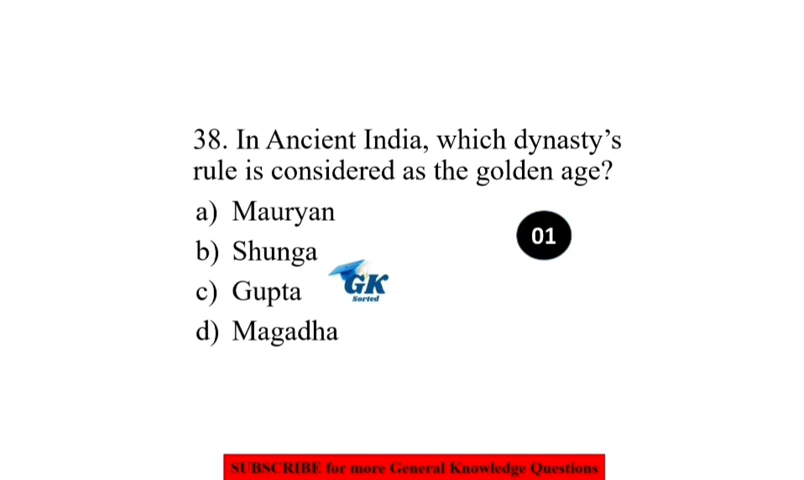 38. In Ancient India, which dynasty’s
rule is considered as the golden age?
a) Mauryan
b) Shunga
c) Gupta
d) Magadha
01
GK
Sorted
SUBSCRIBE for more General Knowledge Questions